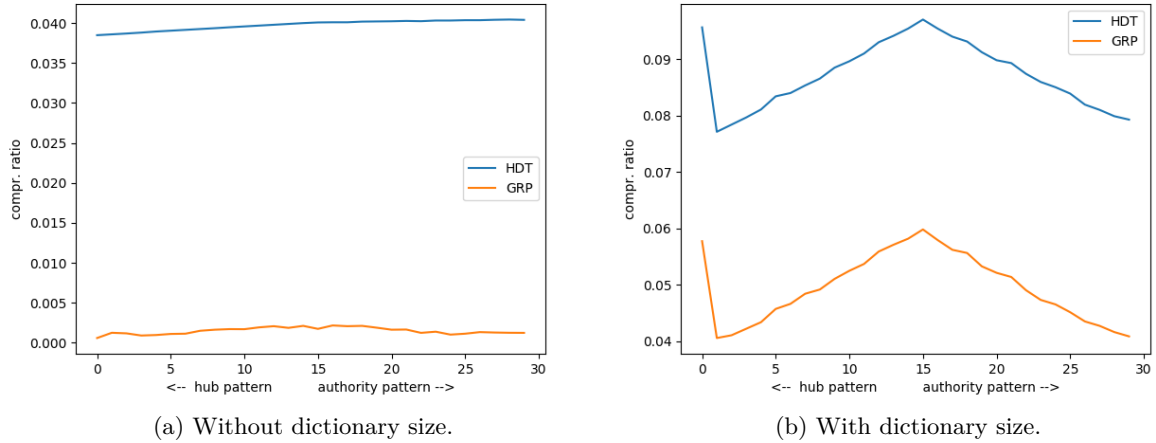 0.040
0.035
0.030
0.025
0.020
0.015
0.010
0.005
0.000
compr. ratio
HDT
GRP
0 5 10 15 20 25 30
<-- hub pattern authority pattern -->
(a) Without dictionary size.
0.09
0.08
0.07
0.06
0.05
0.04
compr. ratio
HDT
GRP
0 5 10 15 20 25 30
<-- hub pattern authority pattern -->
(b) With dictionary size.